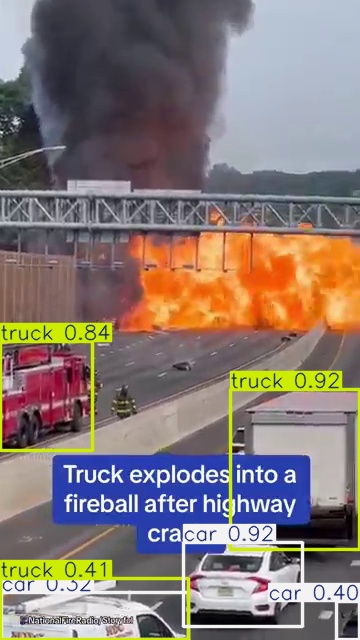 truck 0.84
truck 0.92
Truck explodes into a
fireball after highway
cra
car 0.92
truck 0.41
car 0.32
car 0.40
NationalFireRadio/Storyful
NBC